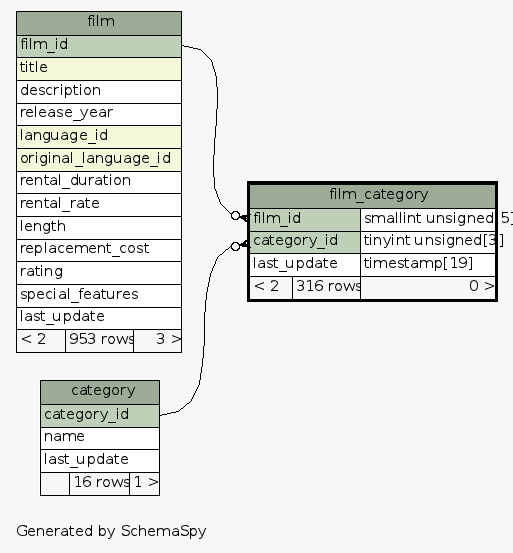 film
film_id
title
description
release_year
language_id
original_language_id
rental_duration
rental_rate
length
replacement_cost
rating
special_features
last_update
< 2 953 rows 3 >
film_category
film_id smallint unsigned[5]
category_id tinyint unsigned[3]
last_update timestamp[19]
< 2 316 rows 0 >
category
category_id
name
last_update
16 rows 1 >
Generated by SchemaSpy